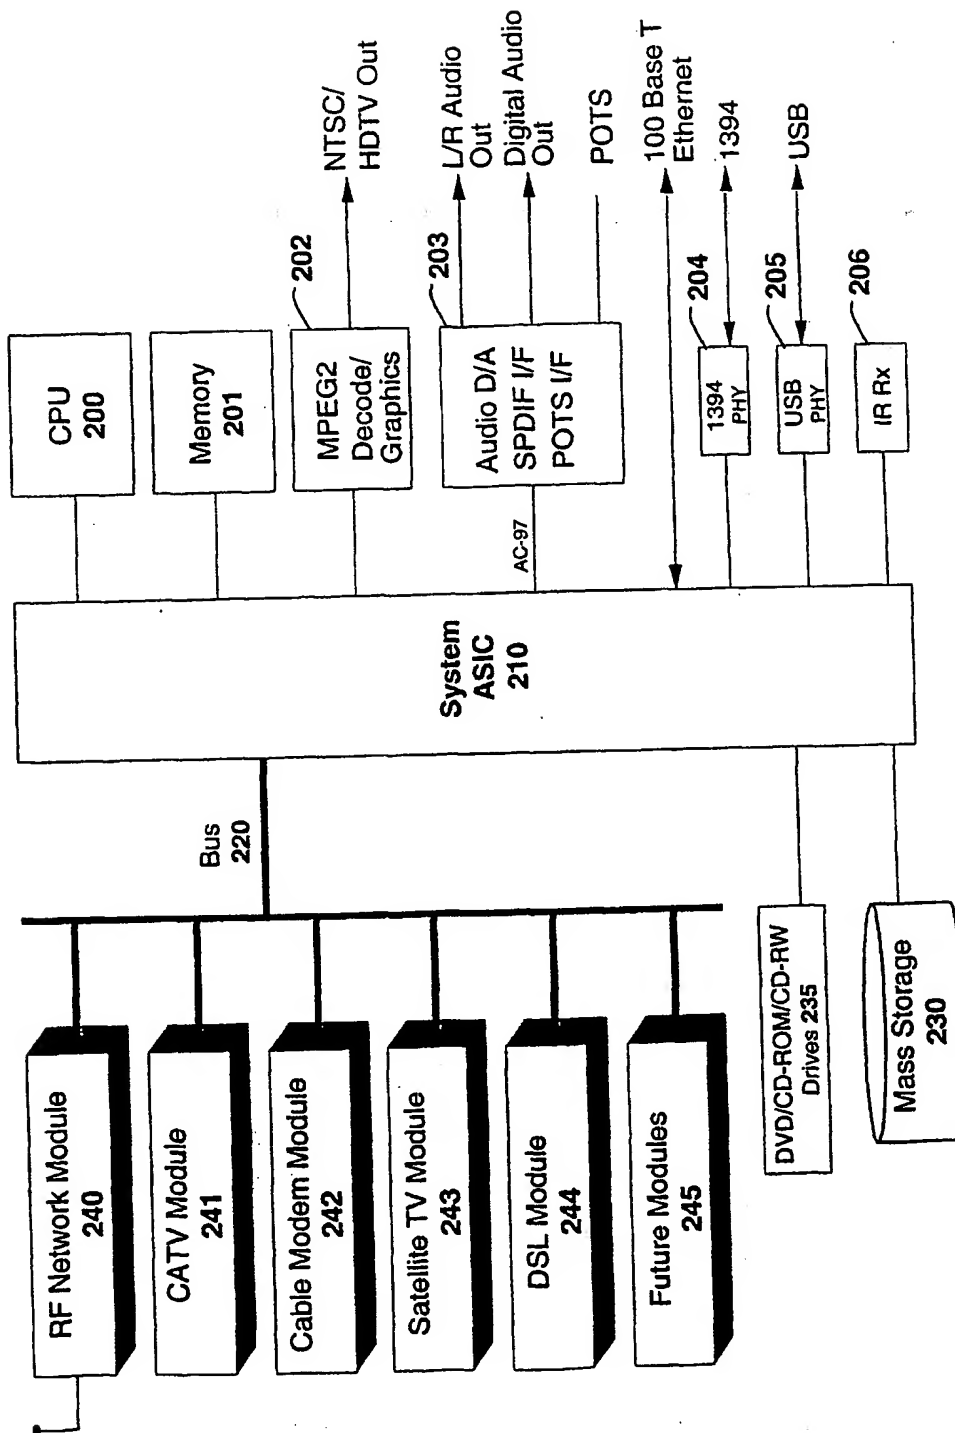 RF Network Module
240
CATV Module
241
Cable Modem Module
242
Satellite TV Module
243
DSL Module
244
Future Modules
245
DVD/CD-ROM/CD-RW
Drives 235
Mass Storage
230
Bus
220
System
ASIC
210
CPU
200
Memory
201
MPEG2
Decode/
Graphics
202
NTSC/
HDTV Out
AC-97
Audio D/A
SPDIF I/F
POTS I/F
203
L/R Audio
Out
Digital Audio
Out
POTS
100 Base T
Ethernet
1394
PHY
204
1394
USB
PHY
205
USB
IR Rx
206